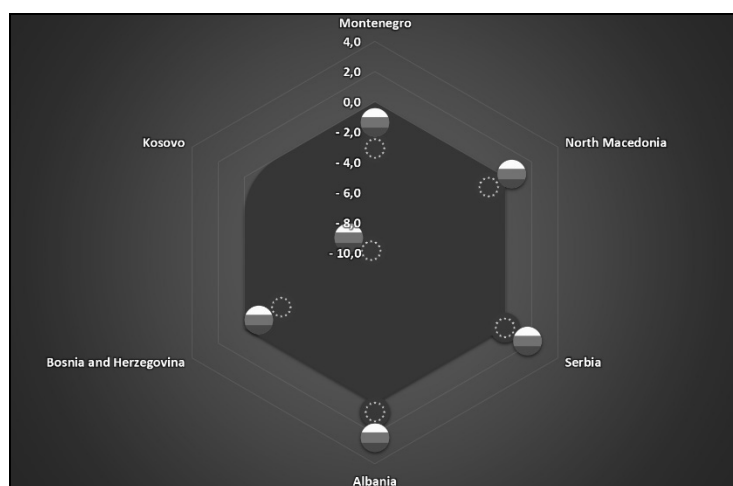 Montenegro
4,0
2,0
0,0
- 2,0
- 4,0
- 6,0
- 8,0
- 10,0
Kosovo
North Macedonia
Bosnia and Herzegovina
Serbia
Albania